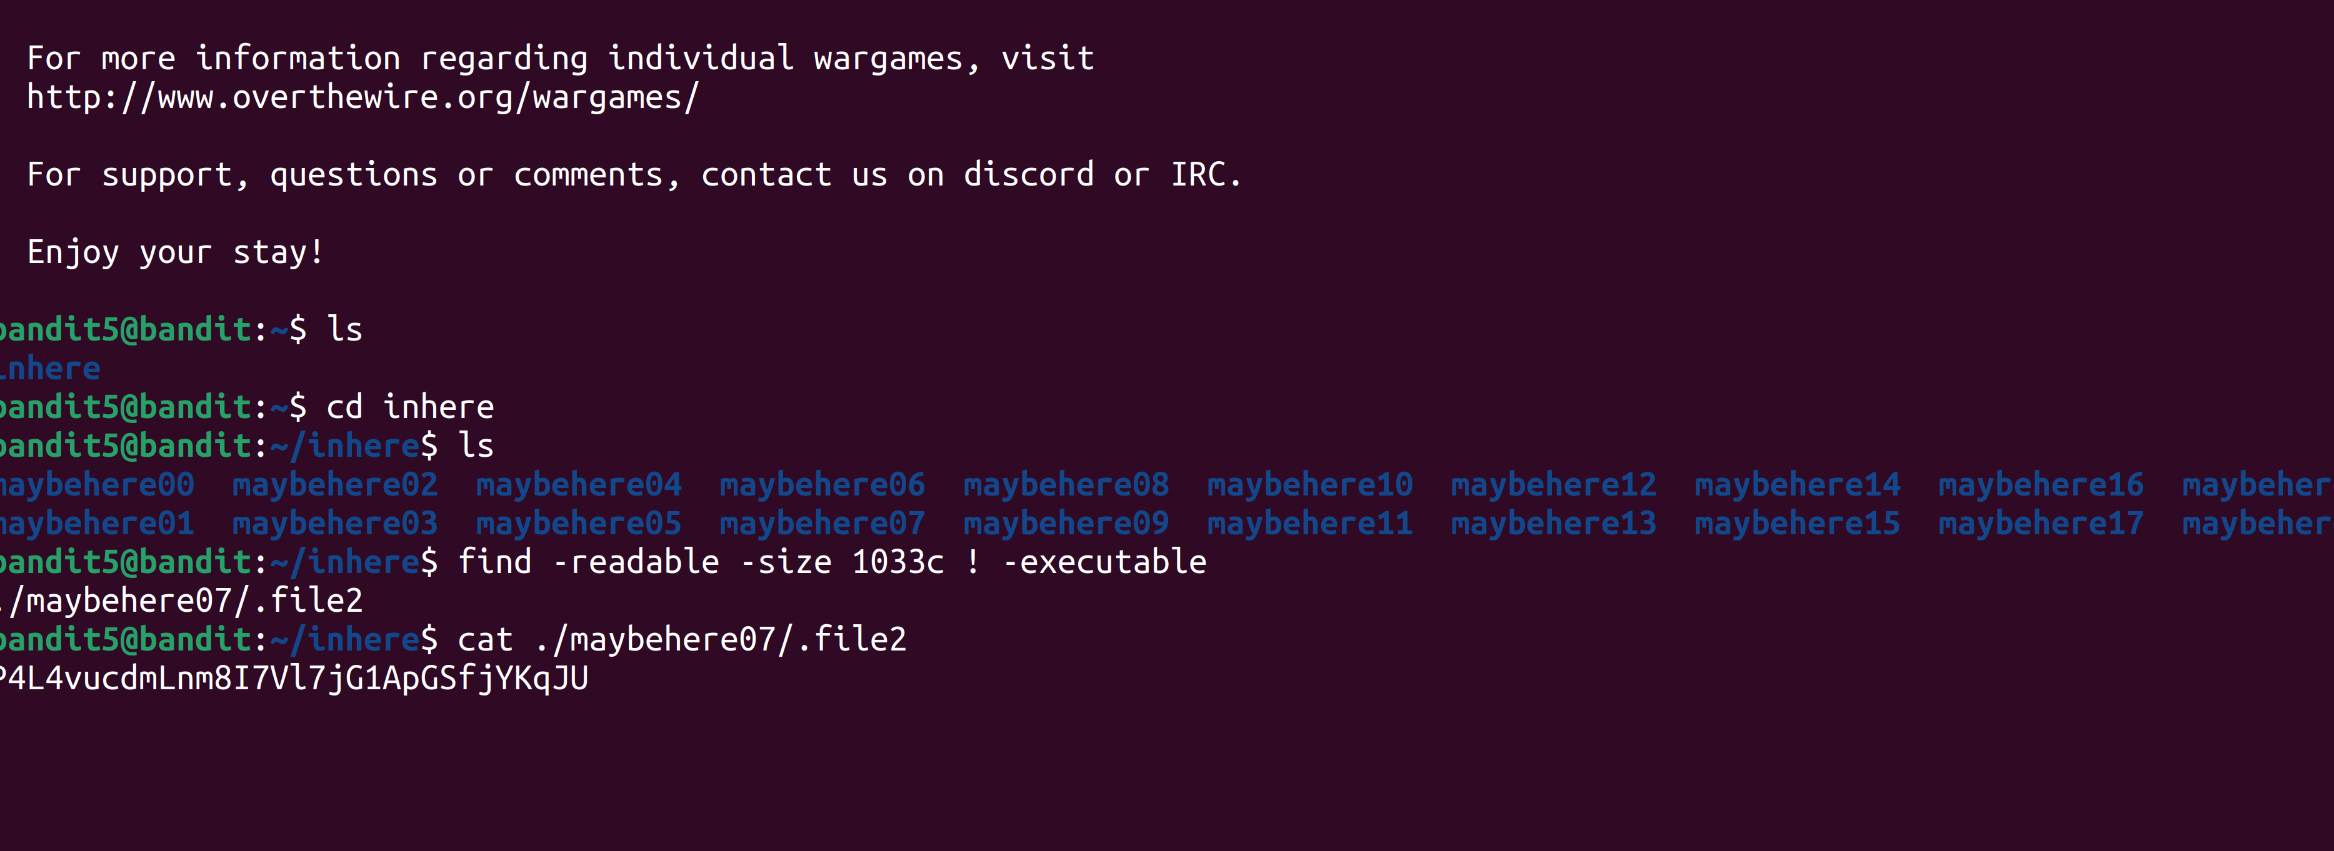 For more information regarding individual wargames, visit
http://www.overthewire.org/wargames/
For support, questions or comments, contact us on discord or IRC.
Enjoy your stay!
bandit5@bandit:~$ ls
inhere
bandit5@bandit:~$ cd inhere
bandit5@bandit:~/inhere$ ls
maybehere00 maybehere02 maybehere04 maybehere06 maybehere08 maybehere10 maybehere12 maybehere14 maybehere16 maybeher
maybehere01 maybehere03 maybehere05 maybehere07 maybehere09 maybehere11 maybehere13 maybehere15 maybehere17 maybeher
bandit5@bandit:~/inhere$ find -readable -size 1033c ! -executable
./maybehere07/.file2
bandit5@bandit:~/inhere$ cat ./maybehere07/.file2
P4L4vucdmLnm8I7Vl7jG1ApGSfjYKqJU